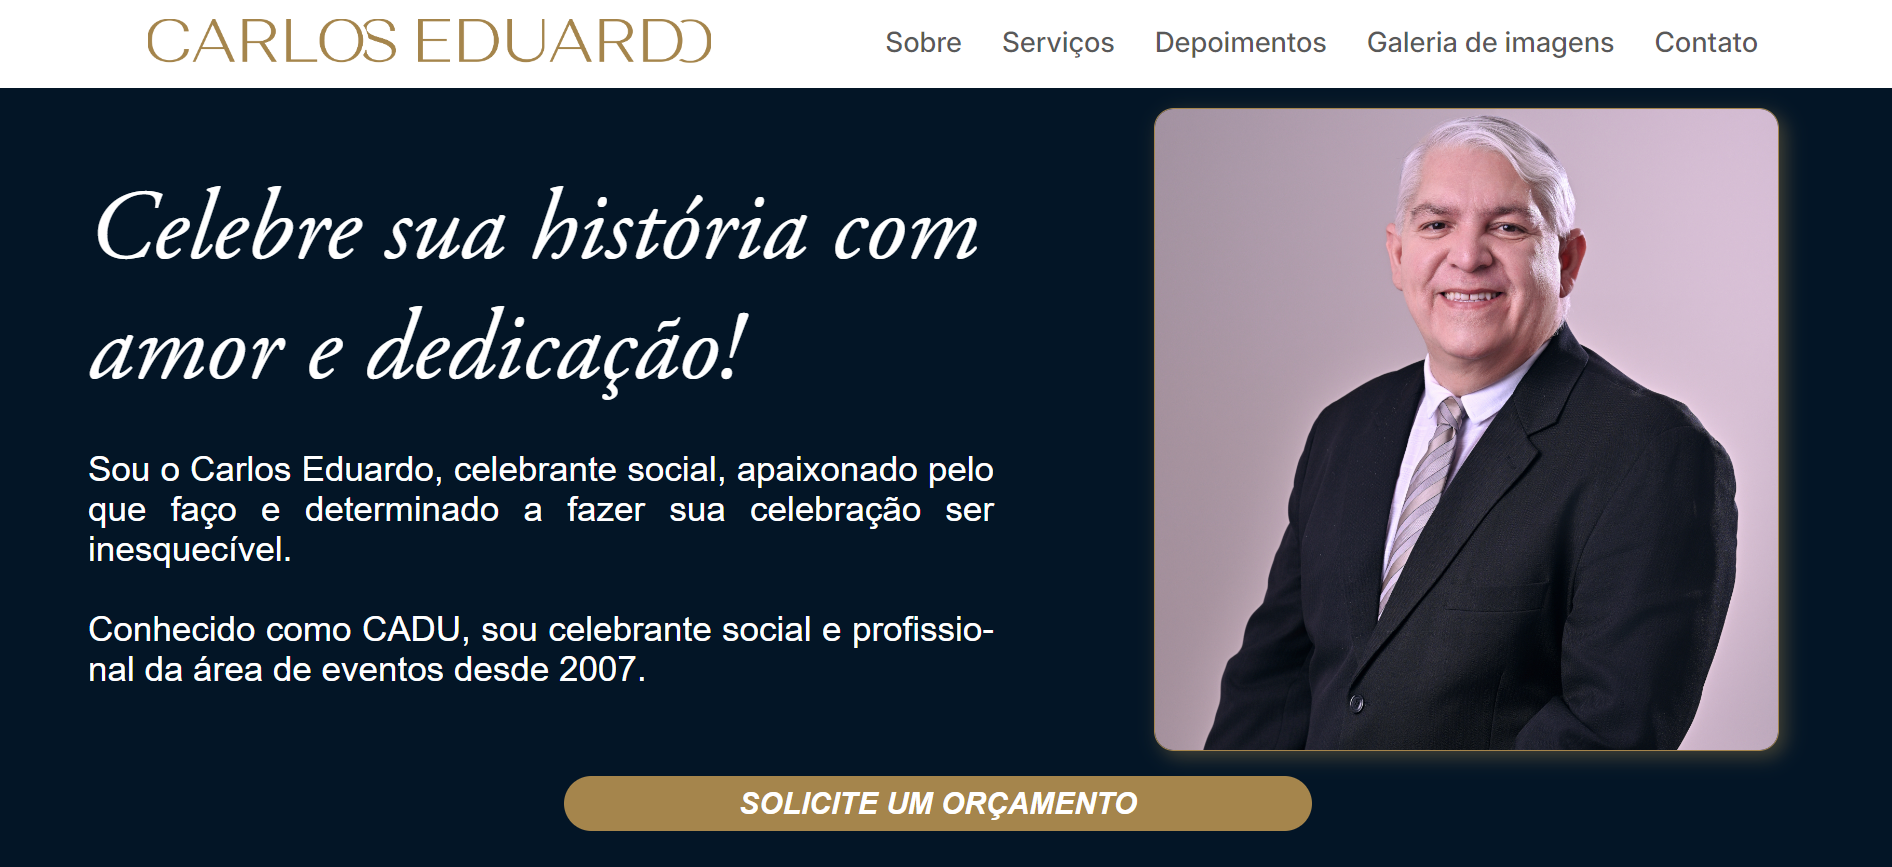 CARLOS EDUARDO
Sobre Serviços Depoimentos Galeria de imagens Contato
Celebre sua história com
amor e dedicação!
Sou o Carlos Eduardo, celebrante social, apaixonado pelo
que faço e determinado a fazer sua celebração ser
inesquecível.
Conhecido como CADU, sou celebrante social e profissio-
nal da área de eventos desde 2007.
SOLICITE UM ORÇAMENTO